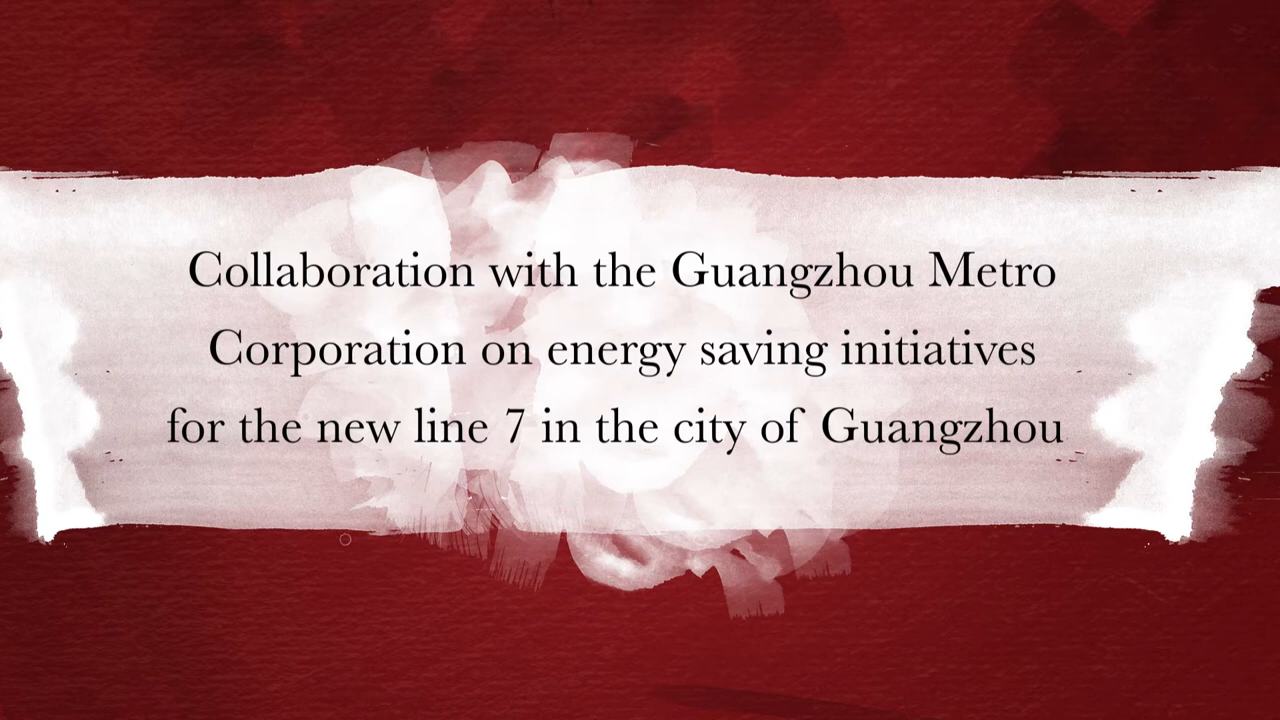 Collaboration with the Guangzhou Metro
Corporation on energy saving initiatives
for the new line 7 in the city of Guangzhou